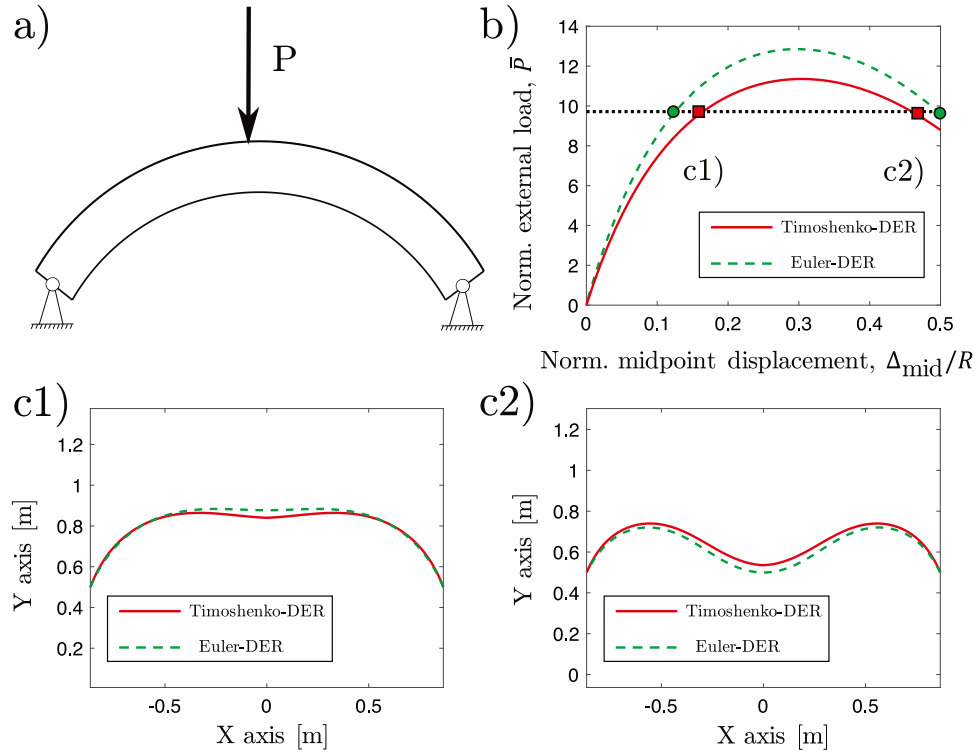 a)
P
b)
Norm. external load, P̄
14
12
10
8
6
4
2
0
0
0.1
0.2
0.3
0.4
0.5
c1)
c2)
Timoshenko-DER
Euler-DER
Norm. midpoint displacement, Δmid/R
c1)
Y axis [m]
1.2
1
0.8
0.6
0.4
0.2
-0.5
0
0.5
Timoshenko-DER
Euler-DER
X axis [m]
c2)
Y axis [m]
1.2
1
0.8
0.6
0.4
0.2
0
-0.5
0
0.5
Timoshenko-DER
Euler-DER
X axis [m]